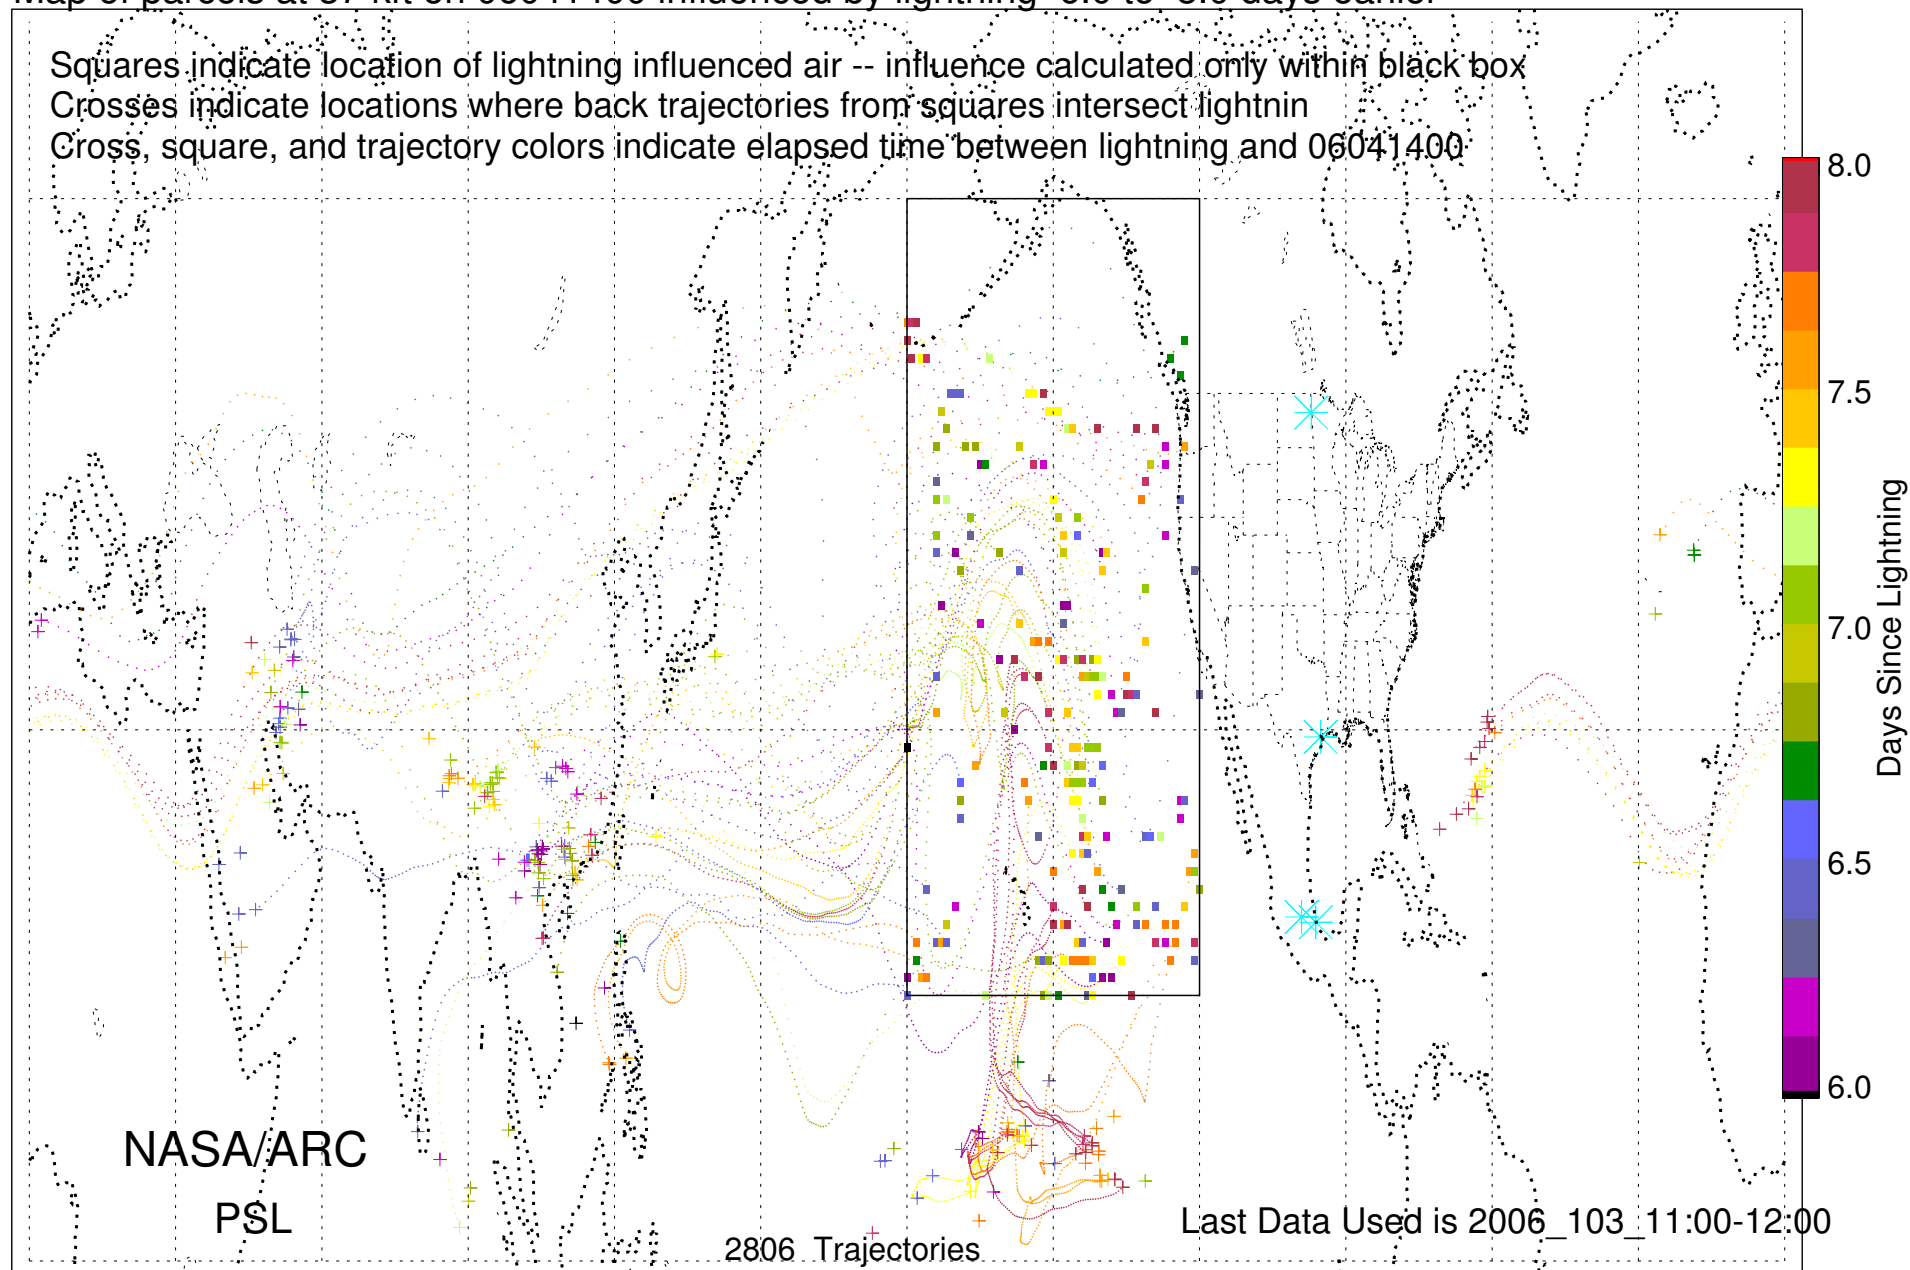 Squares indicate location of lightning influenced air -- influence calculated only within black box
Crosses indicate locations where back trajectories from squares intersect lightnin
Cross, square, and trajectory colors indicate elapsed time between lightning and 06041400
8.0
7.5
7.0
6.5
6.0
Days Since Lightning
NASA/ARC
PSL
Last Data Used is 2006_103_11:00-12:00
2806 Trajectories